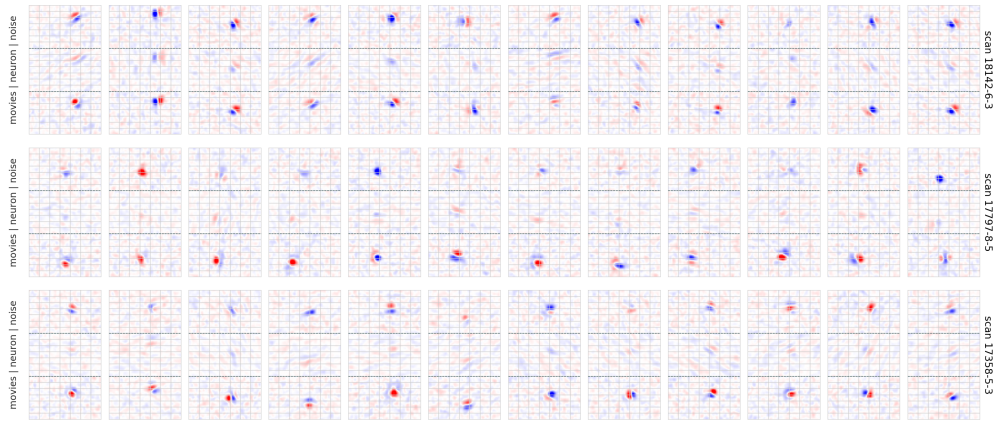 movies | neuron | noise
scan 18142-6-3
movies | neuron | noise
scan 17797-8-5
movies | neuron | noise
scan 17358-5-3